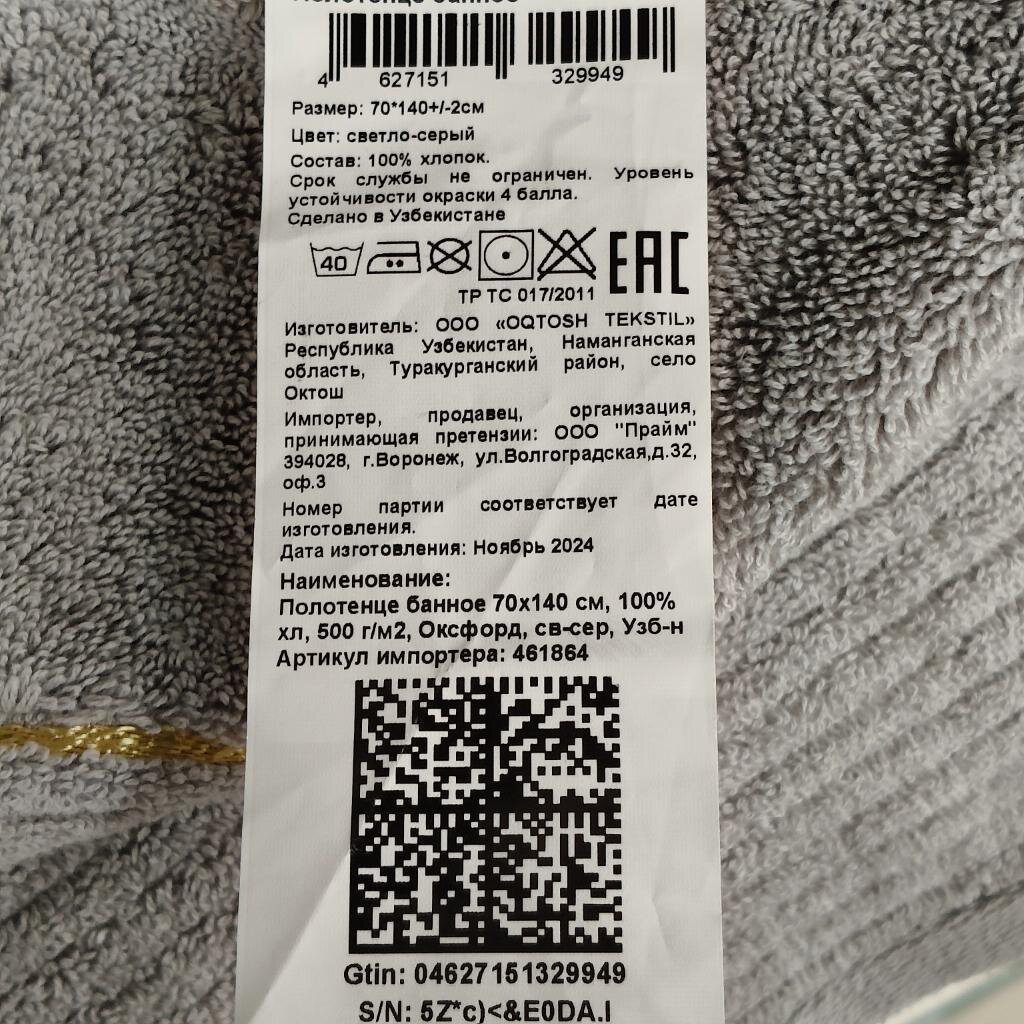 Полотенце банное
4 627151 329949
Размер: 70*140+/-2см
Цвет: светло-серый
Состав: 100% хлопок.
Срок службы не ограничен. Уровень
устойчивости окраски 4 балла.
Сделано в Узбекистане
40
EAC
ТР ТС 017/2011
Изготовитель: ООО «OQTOSH TEKSTIL»
Республика Узбекистан, Наманганская
область, Туракурганский район, село
Октош
Импортер, продавец, организация,
принимающая претензии: ООО "Прайм"
394028, г.Воронеж, ул.Волгоградская,д.32,
оф.3
Номер партии соответствует дате
изготовления.
Дата изготовления: Ноябрь 2024
Наименование:
Полотенце банное 70х140 см, 100%
хл, 500 г/м2, Оксфорд, св-сер, Узб-н
Артикул импортера: 461864
Gtin: 04627151329949
S/N: 5Z*c)<&E0DA.I